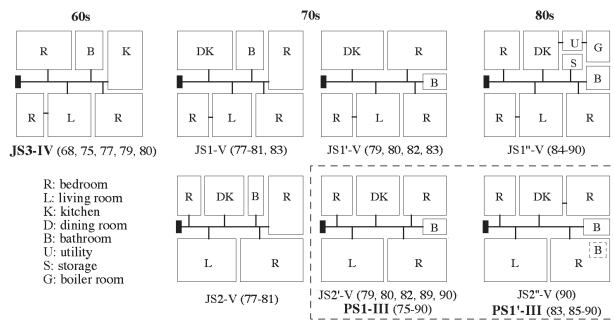 60s 70s 80s
R B K
R L R
JS3-IV (68, 75, 77, 79, 80)
DK B R
R L R
JS1-V (77-81, 83)
DK R
B
R L R
JS1'-V (79, 80, 82, 83)
R DK U G
S
B
R L R
JS1"-V (84-90)
R: bedroom
L: living room
K: kitchen
D: dining room
B: bathroom
U: utility
S: storage
G: boiler room
R DK B R
L R
JS2-V (77-81)
R DK R
B
L R
JS2'-V (79, 80, 82, 89, 90)
PS1-III (75-90)
R DK R
B
B
L R
JS2"-V (90)
PS1'-III (83, 85-90)